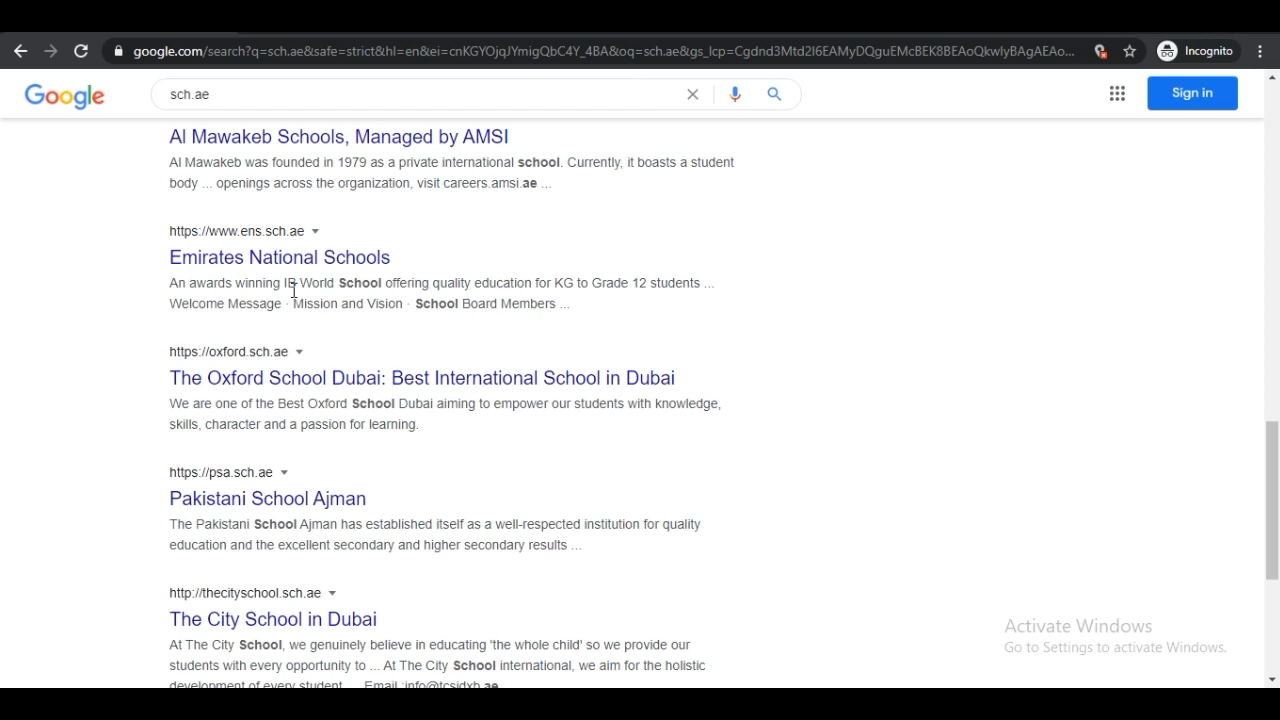 google.com/search?q=sch.ae&safe=strict&hl=en&ei=cnKGYOjqJYmigQbC4Y_4BA&oq=sch.ae&gs_lcp=Cgdnd3Mtd2l6EAMyDQguEMcBEK8BEAoQkwIyBAgAEAo...
Incognito
Google
sch.ae
Sign in
Al Mawakeb Schools, Managed by AMSI
Al Mawakeb was founded in 1979 as a private international school. Currently, it boasts a student
body ... openings across the organization, visit careers.amsi.ae ...
https://www.ens.sch.ae
Emirates National Schools
An awards winning IB World School offering quality education for KG to Grade 12 students ...
Welcome Message · Mission and Vision · School Board Members ...
https://oxford.sch.ae
The Oxford School Dubai: Best International School in Dubai
We are one of the Best Oxford School Dubai aiming to empower our students with knowledge,
skills, character and a passion for learning.
https://psa.sch.ae
Pakistani School Ajman
The Pakistani School Ajman has established itself as a well-respected institution for quality
education and the excellent secondary and higher secondary results ...
http://thecityschool.sch.ae
The City School in Dubai
At The City School, we genuinely believe in educating 'the whole child' so we provide our
students with every opportunity to ... At The City School international, we aim for the holistic
development of every student ... Email :info@tcsidxb.ae
Activate Windows
Go to Settings to activate Windows.